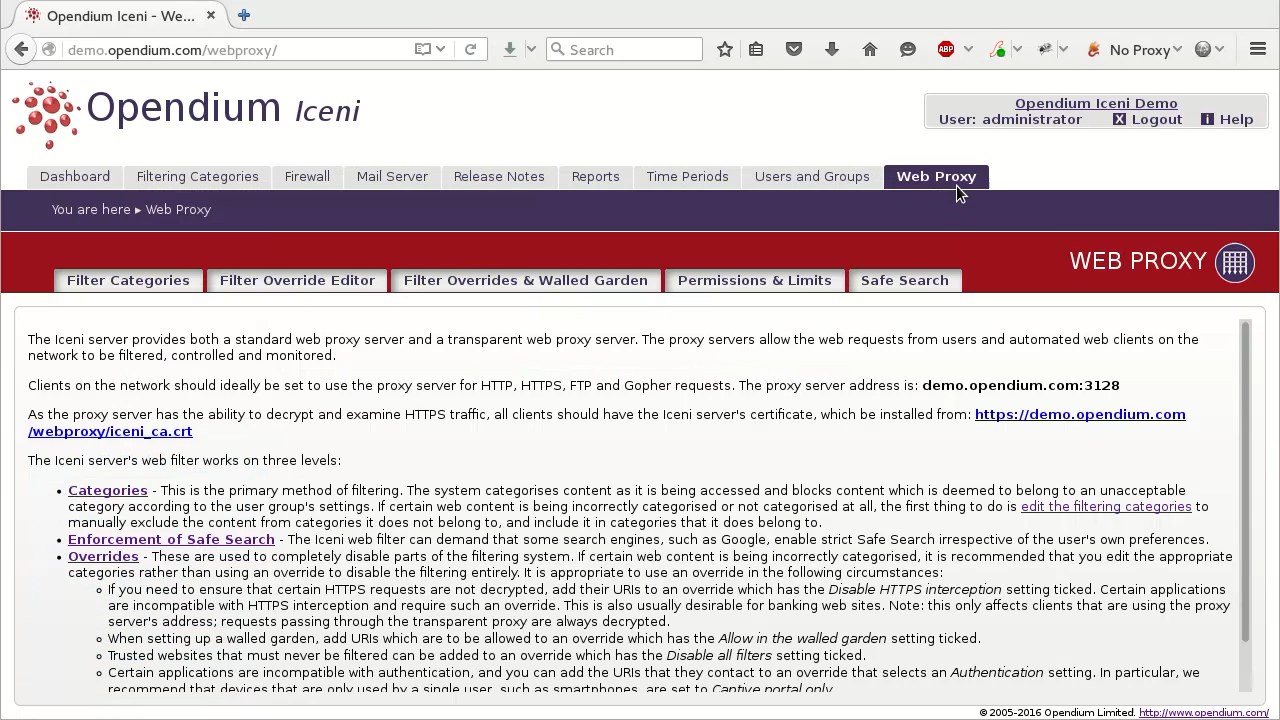 Opendium Iceni - We...
demo.opendium.com/webproxy/
Search
ABP
No Proxy
Opendium Iceni
Opendium Iceni Demo
User: administrator X Logout i Help
Dashboard Filtering Categories Firewall Mail Server Release Notes Reports Time Periods Users and Groups Web Proxy
You are here ▸ Web Proxy
WEB PROXY
Filter Categories Filter Override Editor Filter Overrides & Walled Garden Permissions & Limits Safe Search
The Iceni server provides both a standard web proxy server and a transparent web proxy server. The proxy servers allow the web requests from users and automated web clients on the
network to be filtered, controlled and monitored.
Clients on the network should ideally be set to use the proxy server for HTTP, HTTPS, FTP and Gopher requests. The proxy server address is: demo.opendium.com:3128
As the proxy server has the ability to decrypt and examine HTTPS traffic, all clients should have the Iceni server's certificate, which be installed from: https://demo.opendium.com
/webproxy/iceni_ca.crt
The Iceni server's web filter works on three levels:
• Categories - This is the primary method of filtering. The system categorises content as it is being accessed and blocks content which is deemed to belong to an unacceptable
category according to the user group's settings. If certain web content is being incorrectly categorised or not categorised at all, the first thing to do is edit the filtering categories to
manually exclude the content from categories it does not belong to, and include it in categories that it does belong to.
• Enforcement of Safe Search - The Iceni web filter can demand that some search engines, such as Google, enable strict Safe Search irrespective of the user's own preferences.
• Overrides - These are used to completely disable parts of the filtering system. If certain web content is being incorrectly categorised, it is recommended that you edit the appropriate
categories rather than using an override to disable the filtering entirely. It is appropriate to use an override in the following circumstances:
◦ If you need to ensure that certain HTTPS requests are not decrypted, add their URIs to an override which has the Disable HTTPS interception setting ticked. Certain applications
are incompatible with HTTPS interception and require such an override. This is also usually desirable for banking web sites. Note: this only affects clients that are using the proxy
server's address; requests passing through the transparent proxy are always decrypted.
◦ When setting up a walled garden, add URIs which are to be allowed to an override which has the Allow in the walled garden setting ticked.
◦ Trusted websites that must never be filtered can be added to an override which has the Disable all filters setting ticked.
◦ Certain applications are incompatible with authentication, and you can add the URIs that they contact to an override that selects an Authentication setting. In particular, we
recommend that devices that are only used by a single user, such as smartphones, are set to Captive portal only.
© 2005-2016 Opendium Limited. http://www.opendium.com/